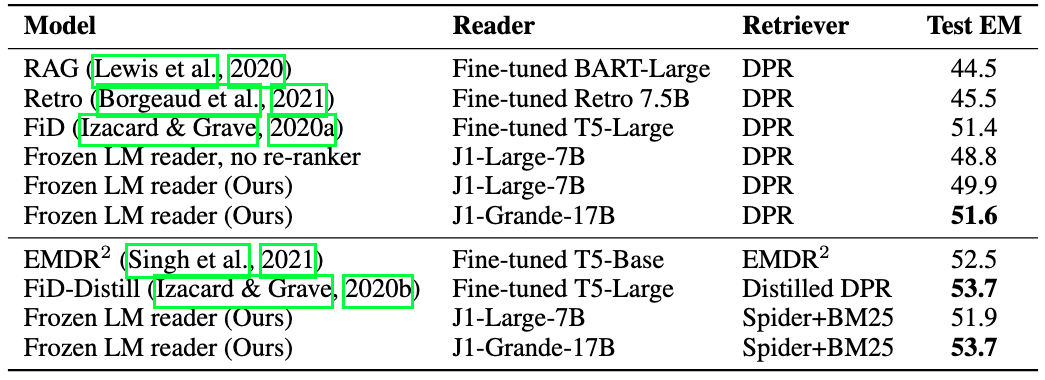 Model Reader Retriever Test EM
RAG (Lewis et al., 2020) Fine-tuned BART-Large DPR 44.5
Retro (Borgeaud et al., 2021) Fine-tuned Retro 7.5B DPR 45.5
FiD (Izacard & Grave, 2020a) Fine-tuned T5-Large DPR 51.4
Frozen LM reader, no re-ranker J1-Large-7B DPR 48.8
Frozen LM reader (Ours) J1-Large-7B DPR 49.9
Frozen LM reader (Ours) J1-Grande-17B DPR 51.6
EMDR² (Singh et al., 2021) Fine-tuned T5-Base EMDR² 52.5
FiD-Distill (Izacard & Grave, 2020b) Fine-tuned T5-Large Distilled DPR 53.7
Frozen LM reader (Ours) J1-Large-7B Spider+BM25 51.9
Frozen LM reader (Ours) J1-Grande-17B Spider+BM25 53.7